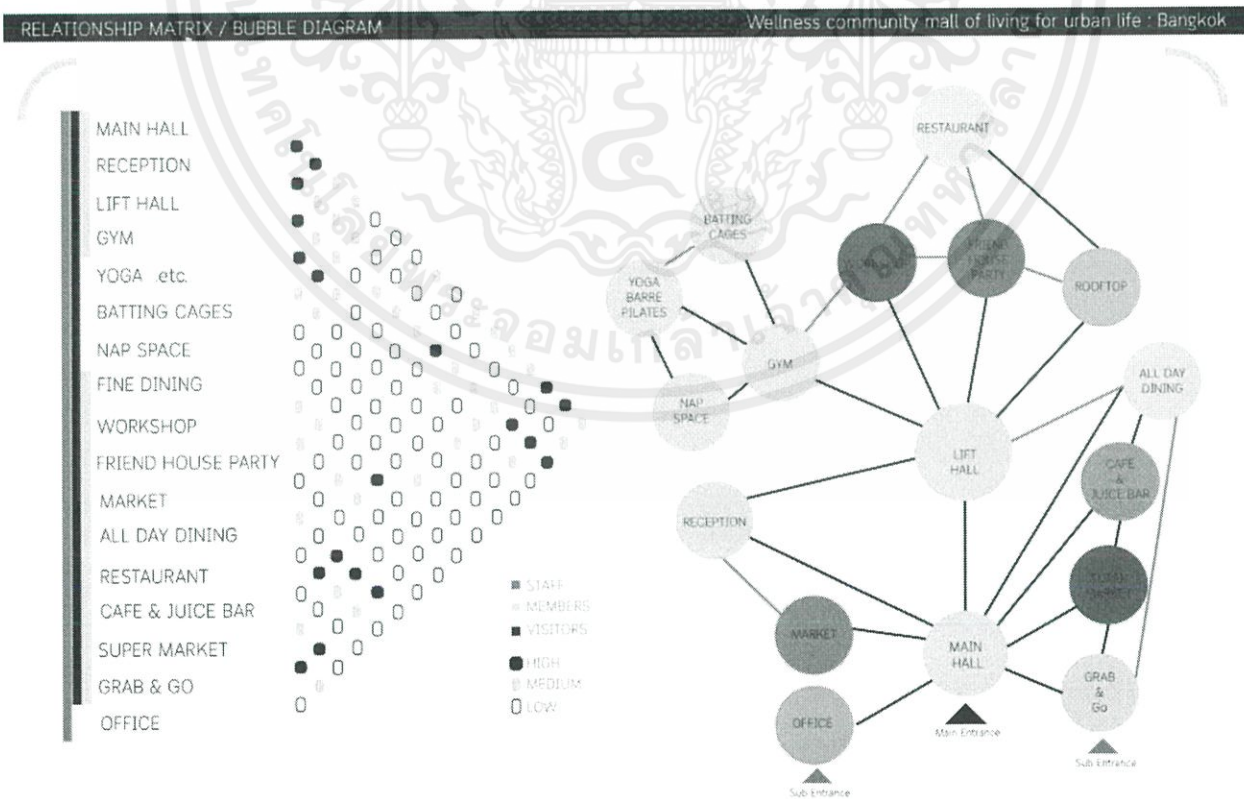 RELATIONSHIP MATRIX / BUBBLE DIAGRAM
Wellness community mall of living for urban life : Bangkok
MAIN HALL
RECEPTION
LIFT HALL
GYM
YOGA etc.
BATTING CAGES
NAP SPACE
FINE DINING
WORKSHOP
FRIEND HOUSE PARTY
MARKET
ALL DAY DINING
RESTAURANT
CAFE & JUICE BAR
SUPER MARKET
GRAB & GO
OFFICE
STAFF
MEMBERS
VISITORS
HIGH
MEDIUM
LOW
RESTAURANT
BATTING
CAGES
FRIEND
HOUSE
PARTY
YOGA
BARRE
PILATES
ROOFTOP
GYM
ALL DAY
DINING
NAP
SPACE
LIFT
HALL
CAFE
&
JUICE BAR
RECEPTION
MARKET
MAIN
HALL
GRAB
&
Go
OFFICE
Main Entrance
Sub Entrance
Sub Entrance